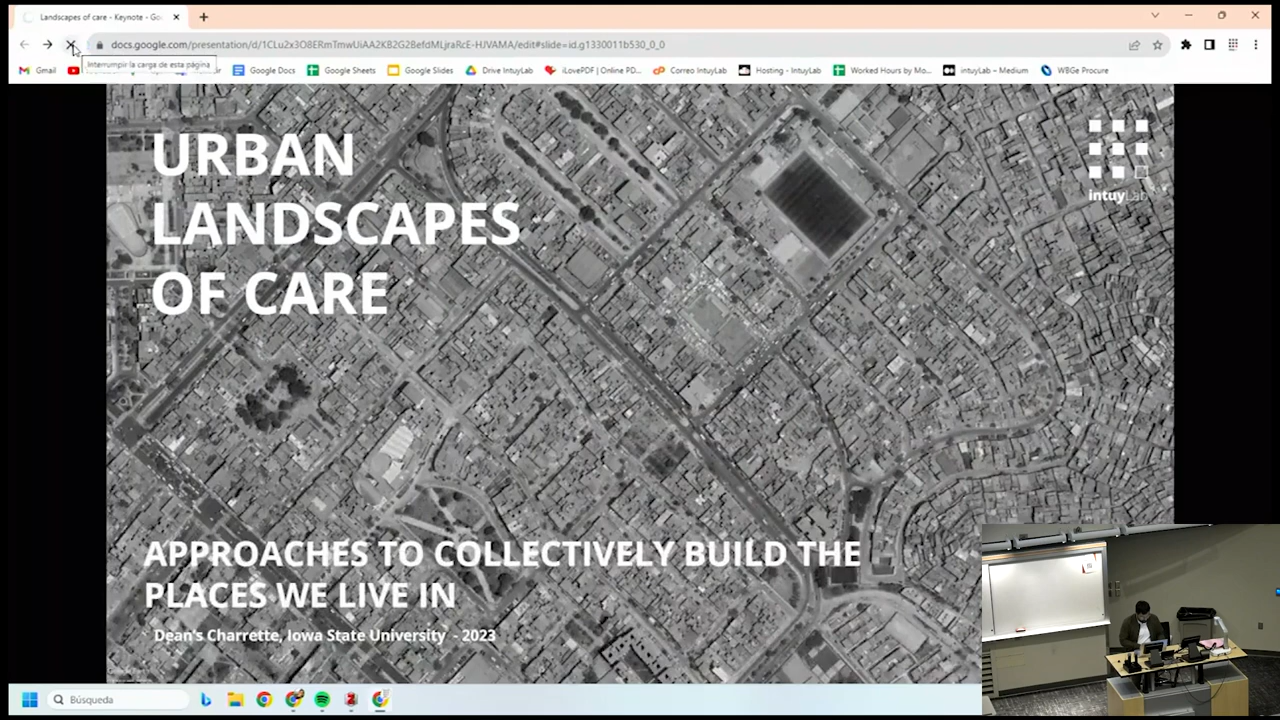 Landscapes of care - Keynote - Go
docs.google.com/presentation/d/1CLu2x3O8ERmTmwUiAA2KB2G2BefdMLjraRcE-HJVAMA/edit#slide=id.g1330011b530_0_0
Interrumpir la carga de esta página
Gmail
Google Docs
Google Sheets
Google Slides
Drive IntuyLab
iLovePDF | Online PD...
Correo IntuyLab
Hosting - IntuyLab
Worked Hours by Mo...
intuyLab – Medium
WBGe Procure
URBAN
LANDSCAPES
OF CARE
intuyLab
APPROACHES TO COLLECTIVELY BUILD THE
PLACES WE LIVE IN
Dean's Charrette, Iowa State University - 2023
Búsqueda